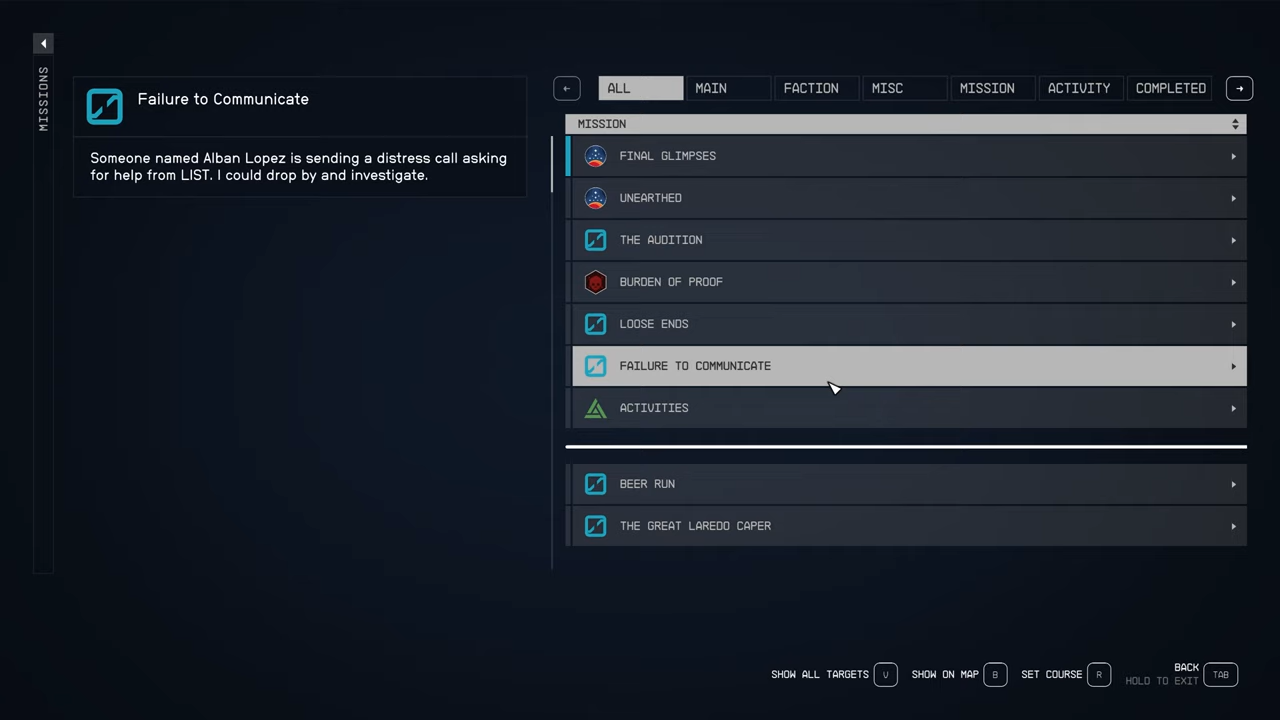 MISSIONS
Failure to Communicate
Someone named Alban Lopez is sending a distress call asking
for help from LIST. I could drop by and investigate.
ALL MAIN FACTION MISC MISSION ACTIVITY COMPLETED
MISSION
FINAL GLIMPSES
UNEARTHED
THE AUDITION
BURDEN OF PROOF
LOOSE ENDS
FAILURE TO COMMUNICATE
ACTIVITIES
BEER RUN
THE GREAT LAREDO CAPER
SHOW ALL TARGETS V SHOW ON MAP B SET COURSE R BACK TAB
HOLD TO EXIT